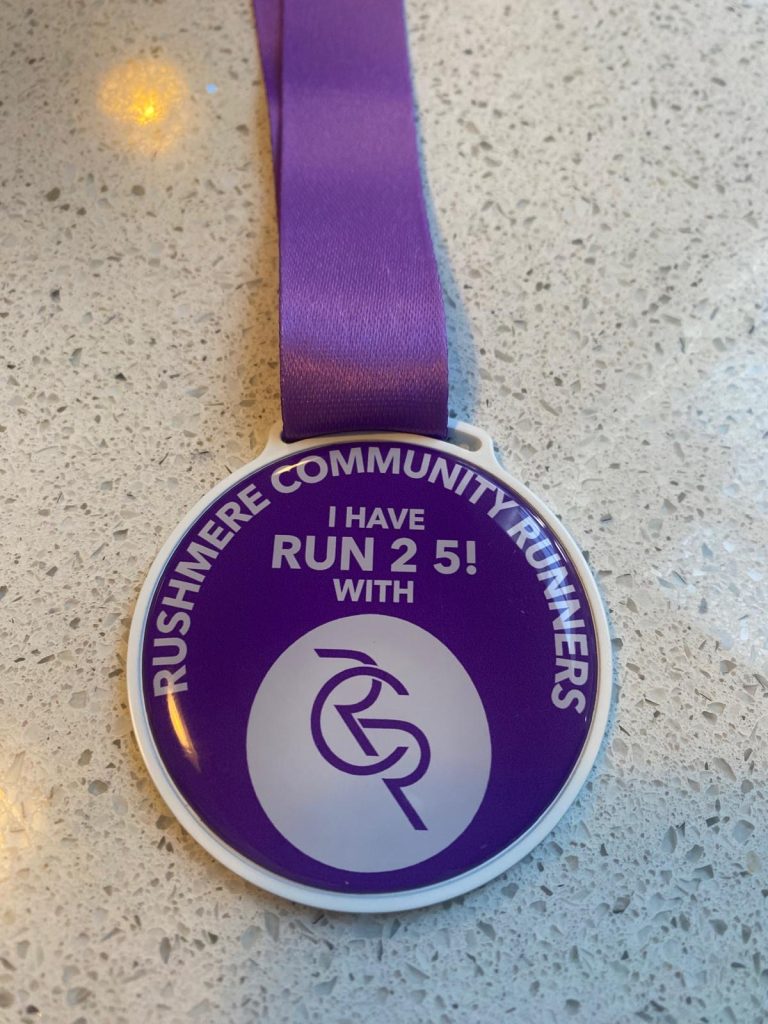 RUSHMERE COMMUNITY RUNNERS
I HAVE
RUN 2 5!
WITH
RCR